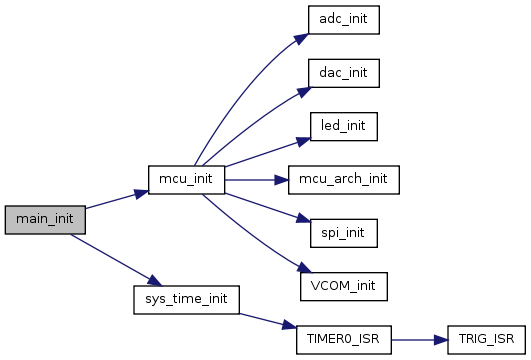 adc_init
dac_init
led_init
mcu_init
mcu_arch_init
main_init
spi_init
VCOM_init
sys_time_init
TIMER0_ISR
TRIG_ISR